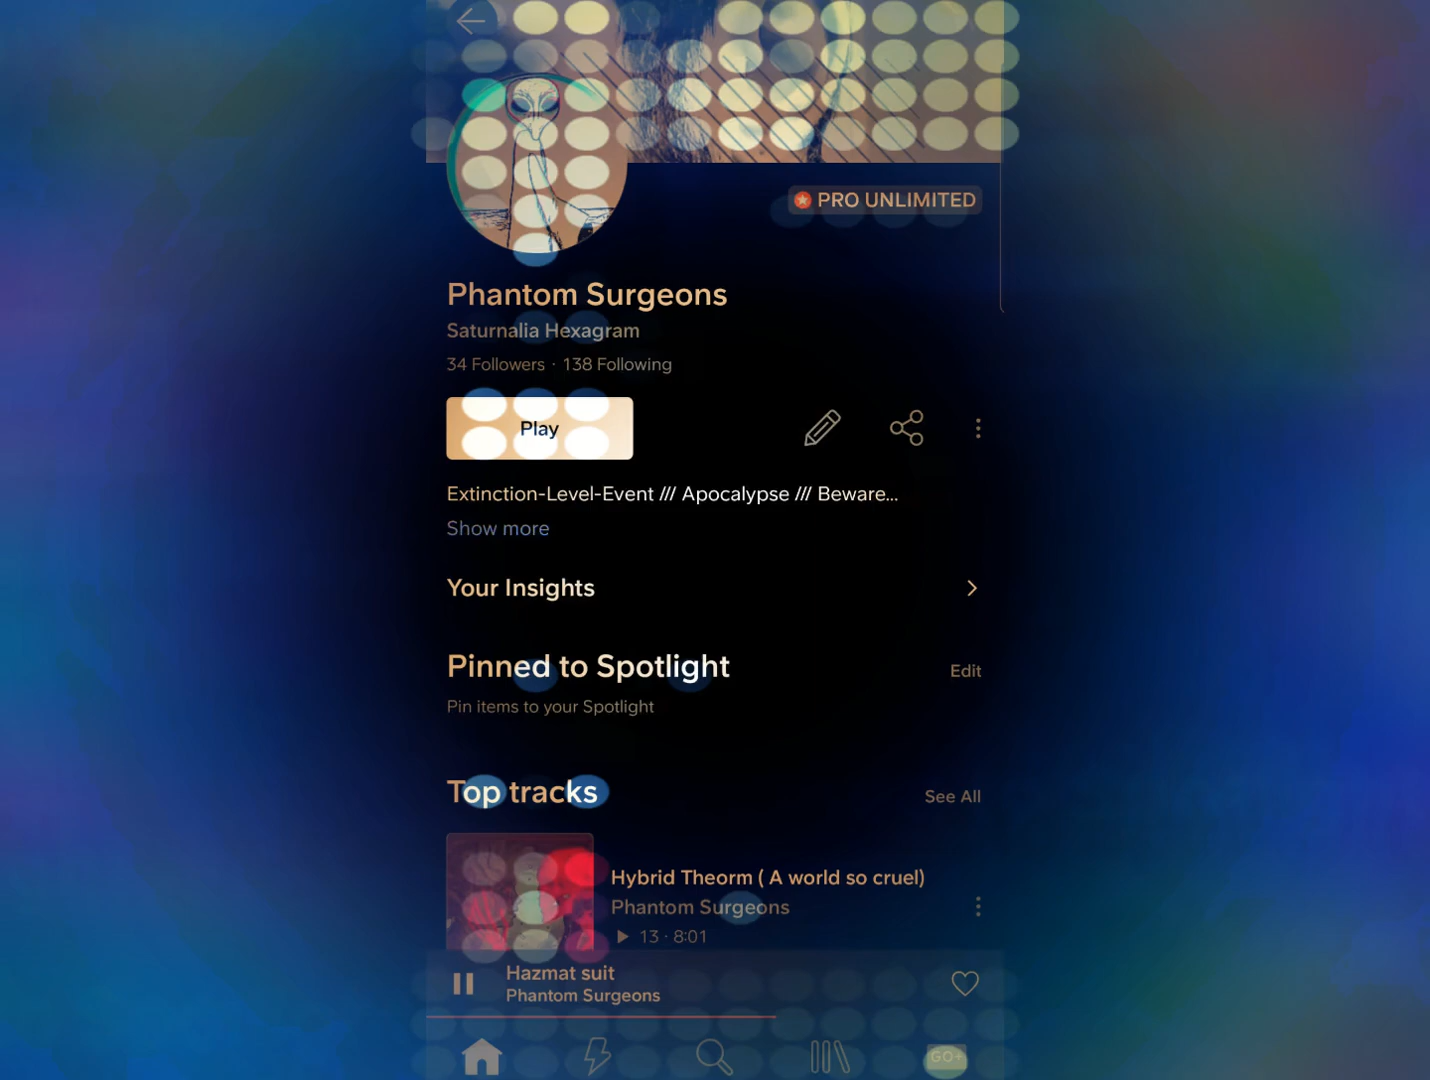 PRO UNLIMITED
Phantom Surgeons
Saturnalia Hexagram
34 Followers · 138 Following
Play
Extinction-Level-Event /// Apocalypse /// Beware...
Show more
Your Insights
Pinned to Spotlight
Edit
Pin items to your Spotlight
Top tracks
See All
Hybrid Theorm ( A world so cruel)
Phantom Surgeons
13 · 8:01
Hazmat suit
Phantom Surgeons
GO+